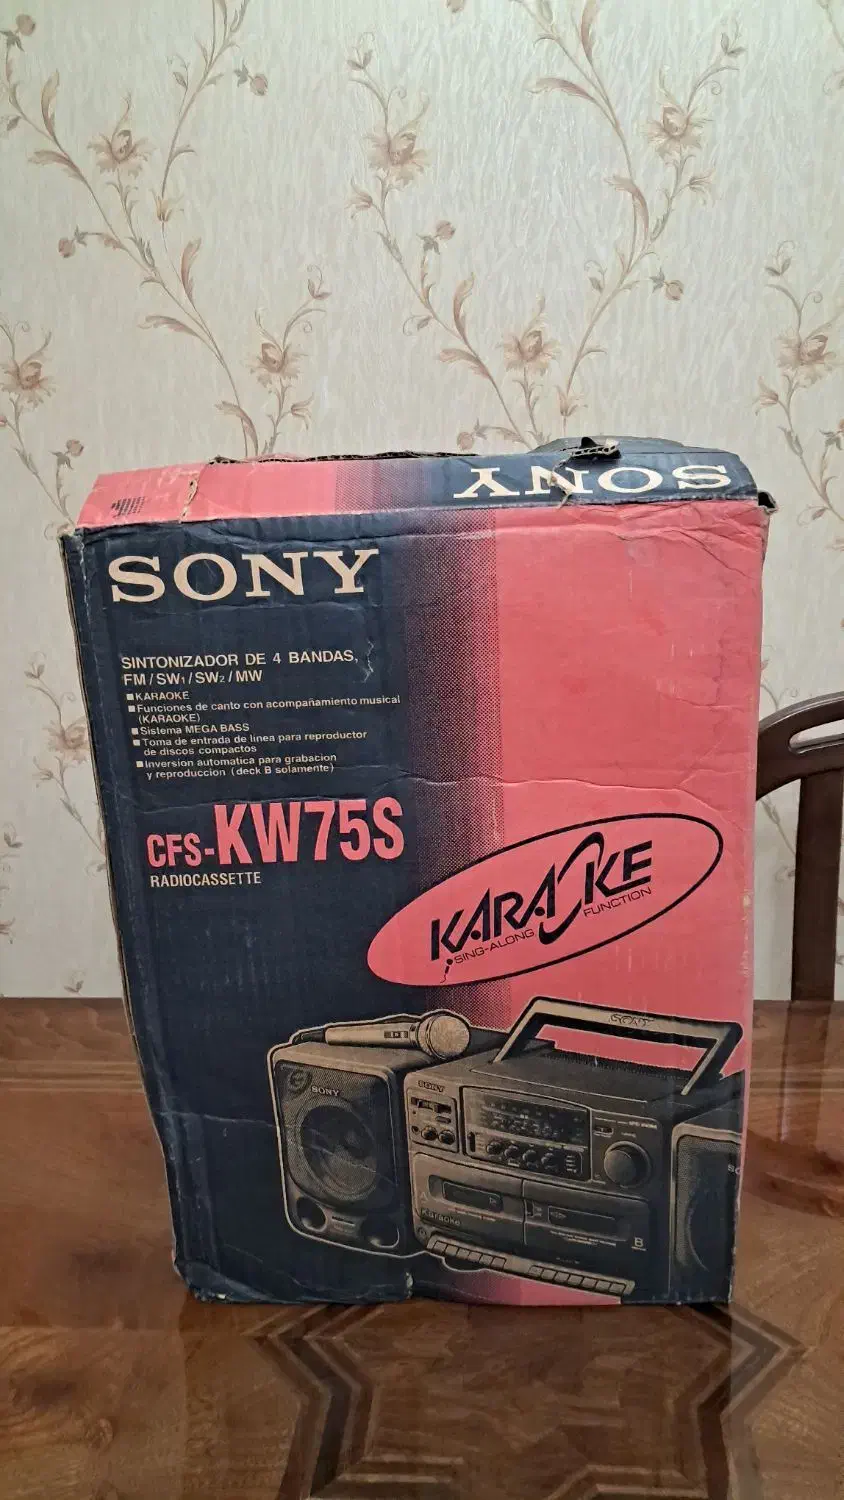 SONY
SONY
SINTONIZADOR DE 4 BANDAS,
FM/SW1/SW2/MW
■KARAOKE
■Funciones de canto con acompañamiento musical
(KARAOKE)
■Sistema MEGA BASS
■Toma de entrada de linea para reproductor
de discos compactos
■Inversion automatica para grabacion
y reproduccion (deck B solamente)
CFS-KW75S
RADIOCASSETTE
KARAOKE
SING-ALONG FUNCTION
SONY
SONY
SONY
A
Karaoke
B